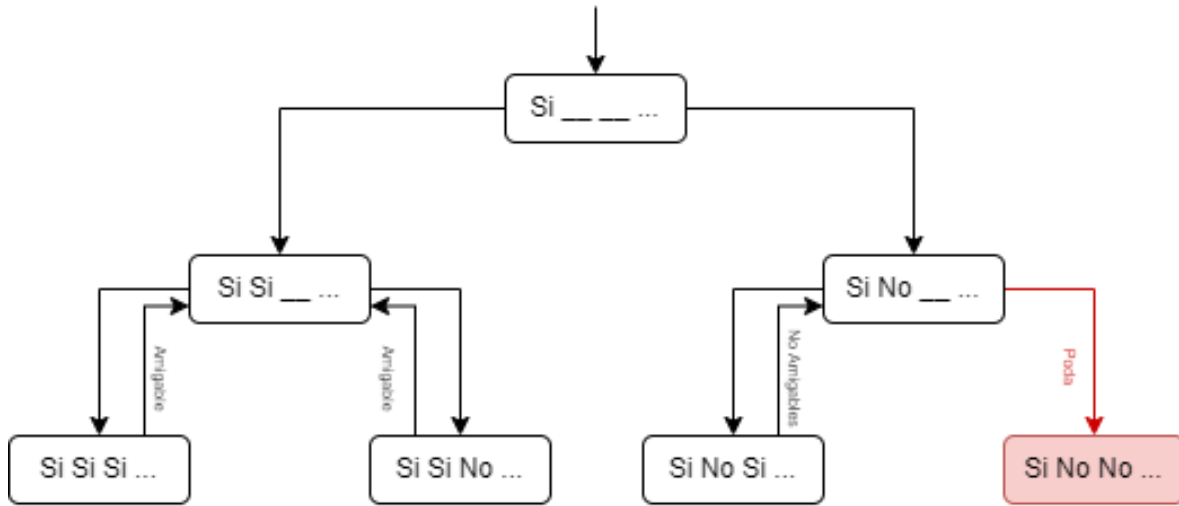 Si __ __ ...
Si Si __ ...
Si No __ ...
Amigable
Amigable
No Amigables
Poda
Si Si Si ...
Si Si No ...
Si No Si ...
Si No No ...